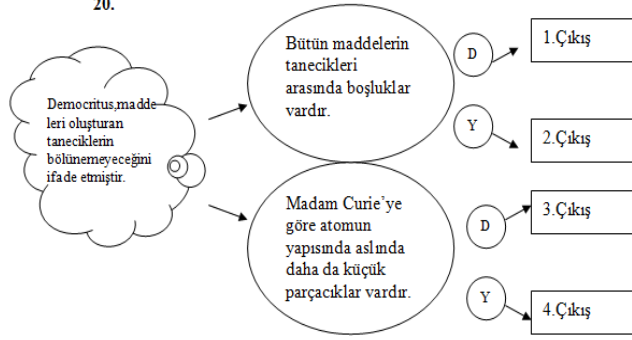 20.
Democritus,madde
leri oluşturan
taneciklerin
bölünemeyeceğini
ifade etmiştir.
Bütün maddelerin
tanecikleri
arasında boşluklar
vardır.
D
1.Çıkış
Y
2.Çıkış
Madam Curie’ye
göre atomun
yapısında aslında
daha da küçük
parçacıklar vardır.
D
3.Çıkış
Y
4.Çıkış